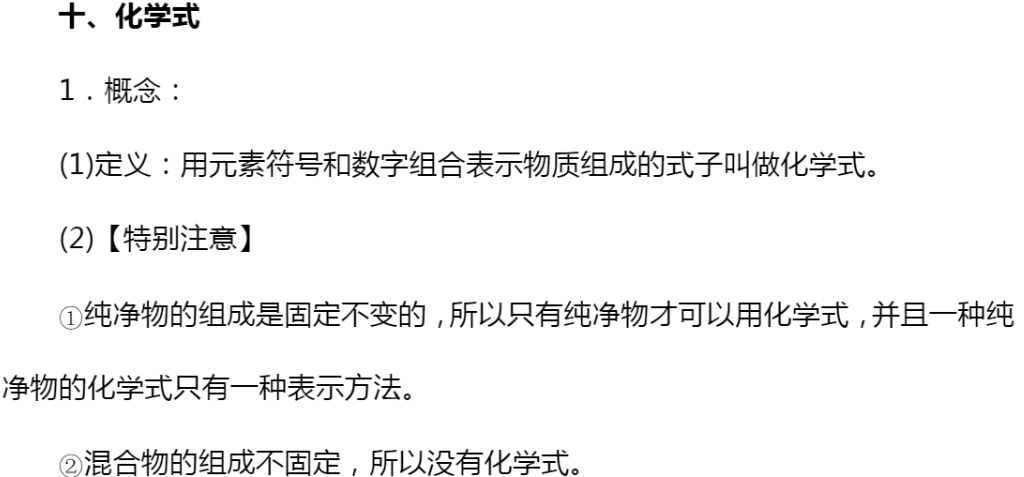 十、化学式
1．概念：
(1)定义：用元素符号和数字组合表示物质组成的式子叫做化学式。
(2)【特别注意】
①纯净物的组成是固定不变的，所以只有纯净物才可以用化学式，并且一种纯
净物的化学式只有一种表示方法。
②混合物的组成不固定，所以没有化学式。